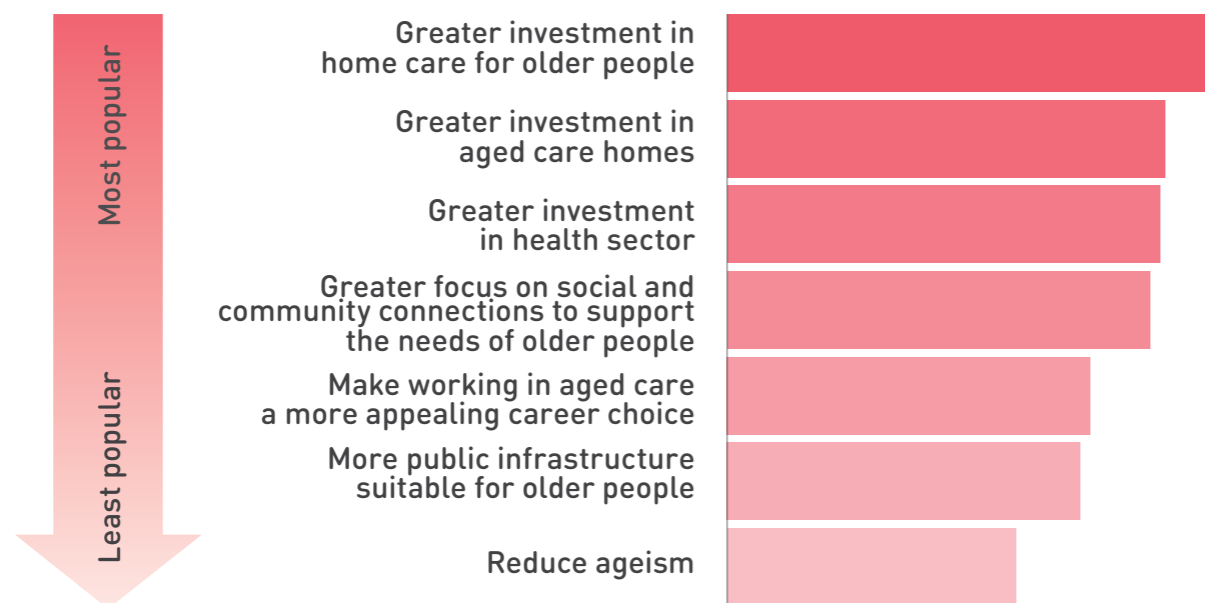 Most popular
Least popular
Greater investment in
home care for older people
Greater investment in
aged care homes
Greater investment
in health sector
Greater focus on social and
community connections to support
the needs of older people
Make working in aged care
a more appealing career choice
More public infrastructure
suitable for older people
Reduce ageism